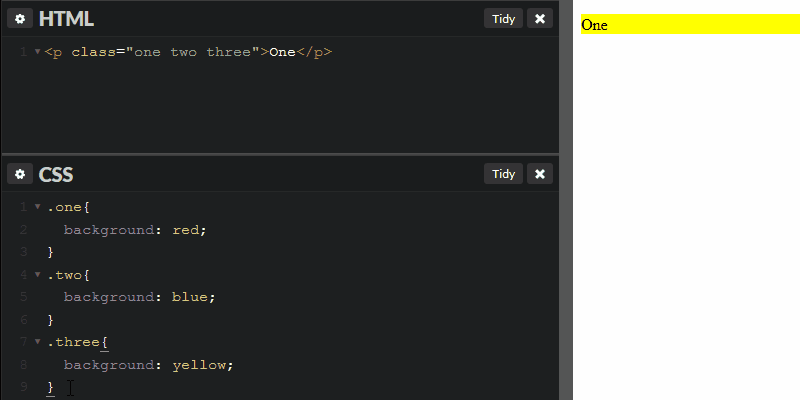 HTML
Tidy
1 <p class="one two three">One</p>
CSS
Tidy
1 .one{
2 background: red;
3 }
4 .two{
5 background: blue;
6 }
7 .three{
8 background: yellow;
9 }
One